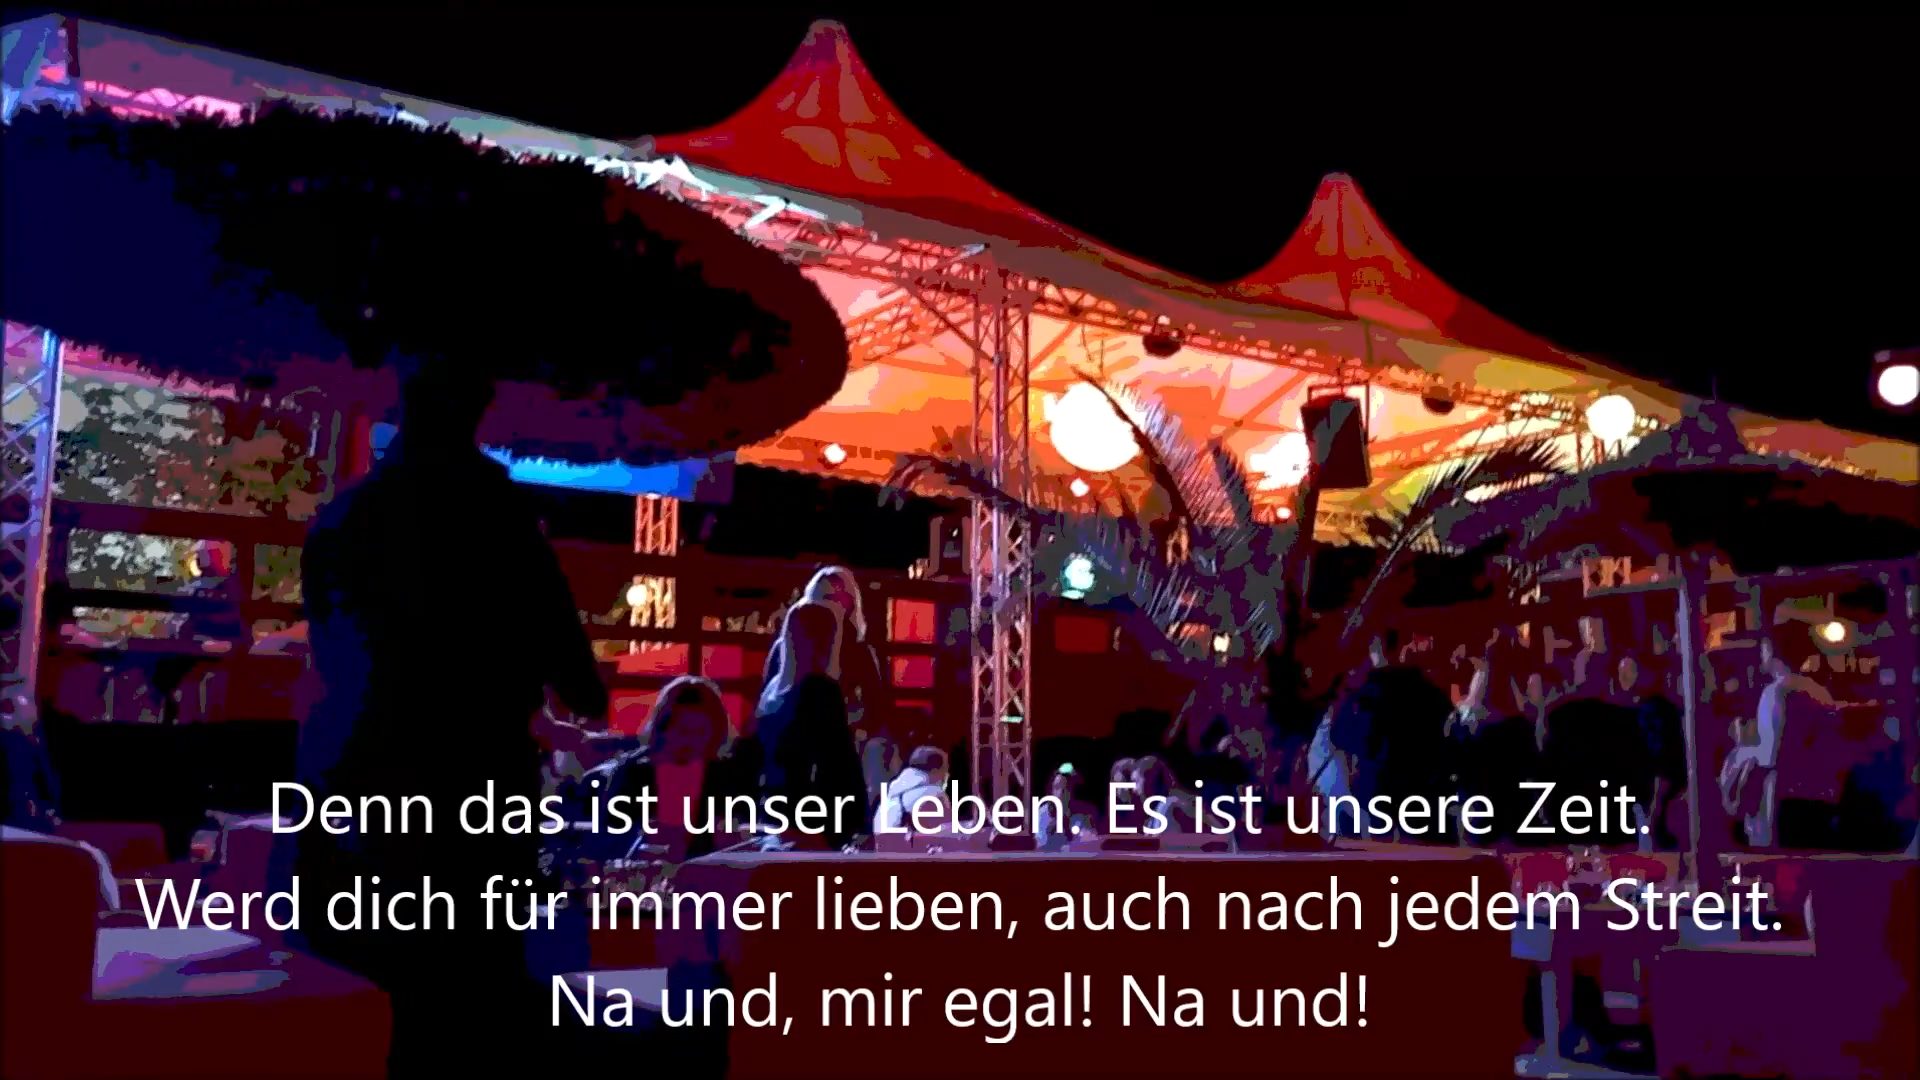 Denn das ist unser Leben. Es ist unsere Zeit.
Werd dich für immer lieben, auch nach jedem Streit.
Na und, mir egal! Na und!